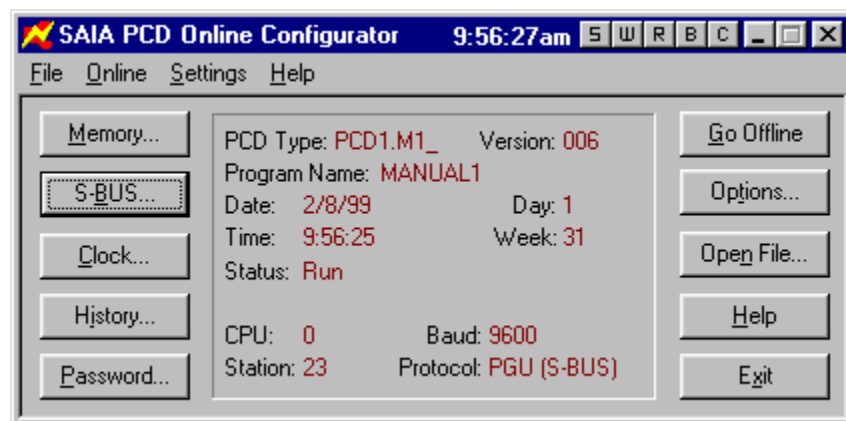 SAIA PCD Online Configurator 9:56:27am S W R B C
File Online Settings Help
Memory...
S-BUS...
Clock...
History...
Password...
PCD Type: PCD1.M1_ Version: 006
Program Name: MANUAL1
Date: 2/8/99 Day: 1
Time: 9:56:25 Week: 31
Status: Run
CPU: 0 Baud: 9600
Station: 23 Protocol: PGU (S-BUS)
Go Offline
Options...
Open File...
Help
Exit